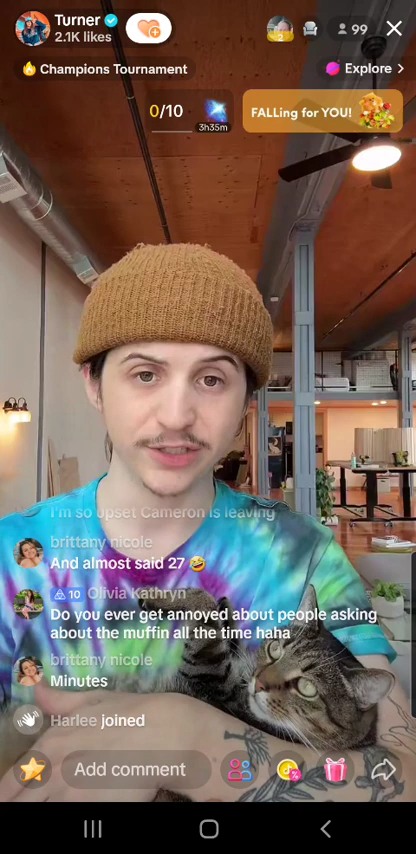 Turner
2.1K likes
99
Champions Tournament
Explore >
0/10
3h35m
FALLing for YOU!
I'm so upset Cameron is leaving
brittany nicole
And almost said 27 🤣
10 Olivia Kathryn
Do you ever get annoyed about people asking
about the muffin all the time haha
brittany nicole
Minutes
Harlee joined
Add comment